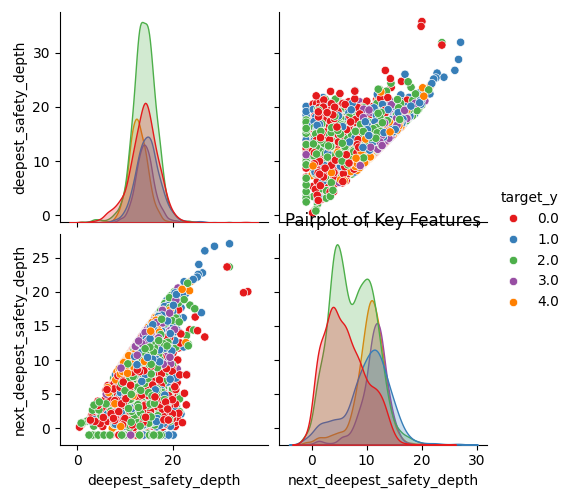 deepest_safety_depth
30
20
10
0
Pairplot of Key Features
target_y
0.0
1.0
2.0
3.0
4.0
next_deepest_safety_depth
25
20
15
10
5
0
0 20
0 10 20 30
deepest_safety_depth next_deepest_safety_depth